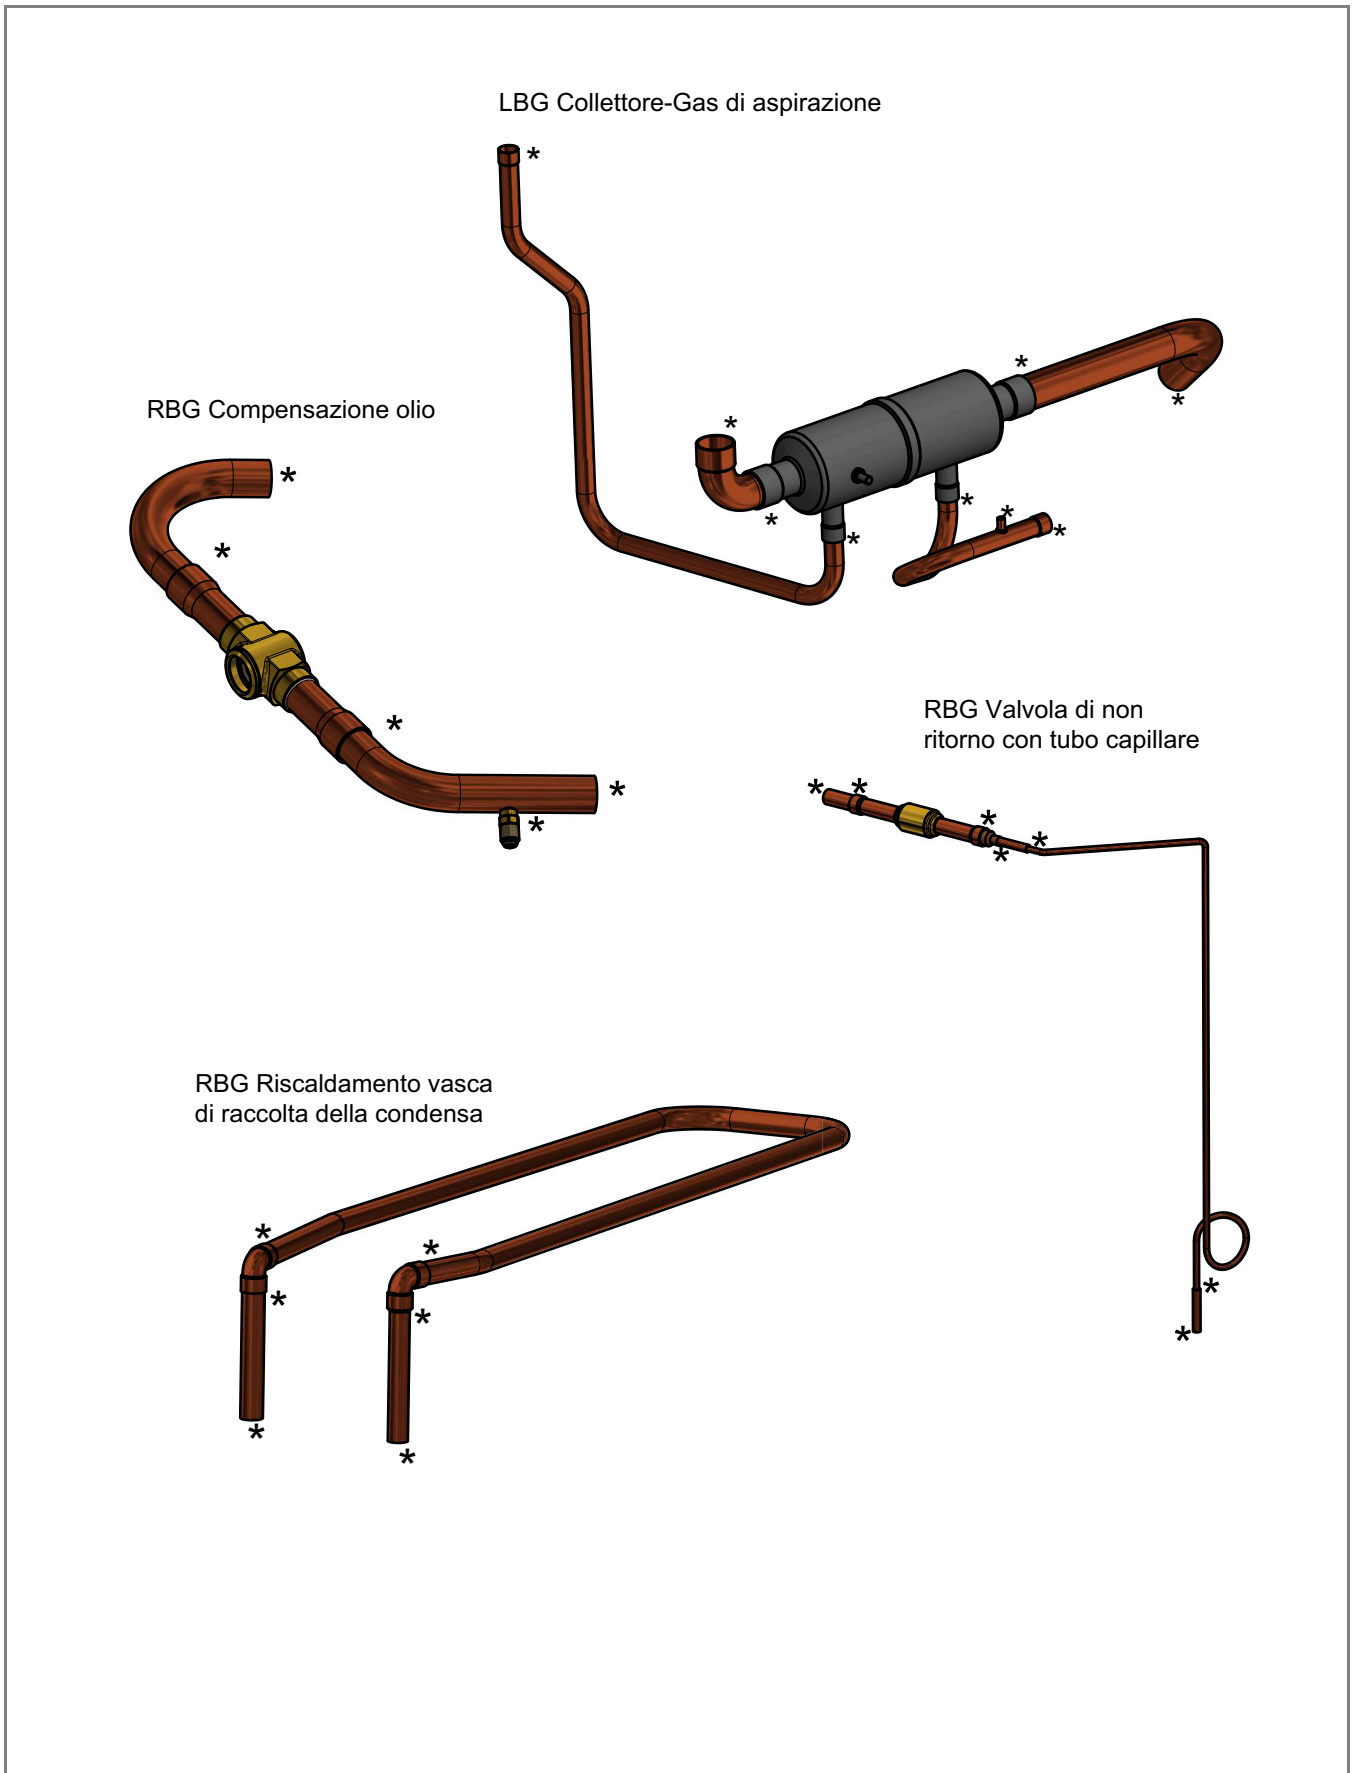 LBG Collettore-Gas di aspirazione
RBG Compensazione olio
RBG Valvola di non
ritorno con tubo capillare
RBG Riscaldamento vasca
di raccolta della condensa